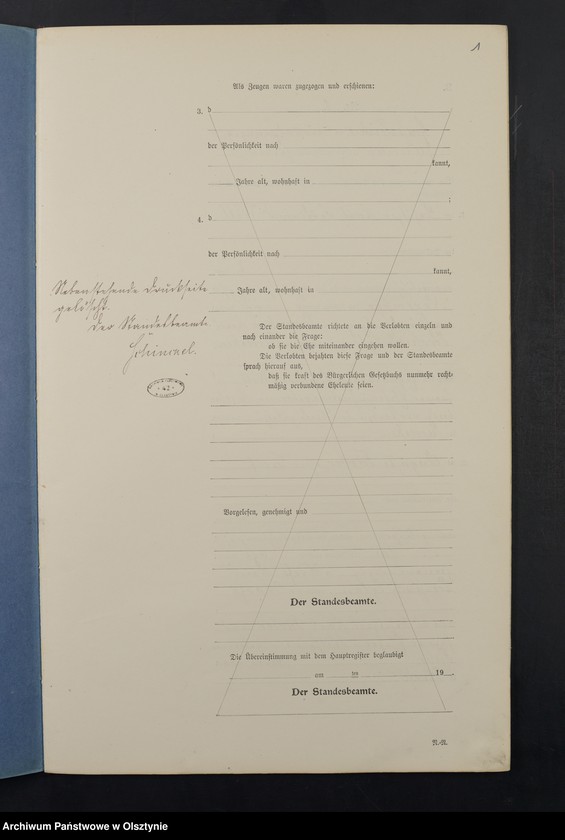 1
Als Zeugen waren zugezogen und erschienen:
3. d
der Persönlichkeit nach
kannt,
Jahre alt, wohnhaft in
;
4. d
der Persönlichkeit nach
kannt,
Nebenstehende Druckseite
Jahre alt, wohnhaft in
gelöscht.
Der Standesbeamte
Der Standesbeamte richtete an die Verlobten einzeln und
nach einander die Frage:
ob sie die Ehe miteinander eingehen wollen.
Die Verlobten bejahten diese Frage und der Standesbeamte
sprach hierauf aus,
daß sie kraft des Bürgerlichen Gesetzbuchs nunmehr recht-
mäßig verbundene Eheleute seien.
Vorgelesen, genehmigt und
Der Standesbeamte.
Die Übereinstimmung mit dem Hauptregister beglaubigt
am ten 19
Der Standesbeamte.
Archiwum Państwowe w Olsztynie